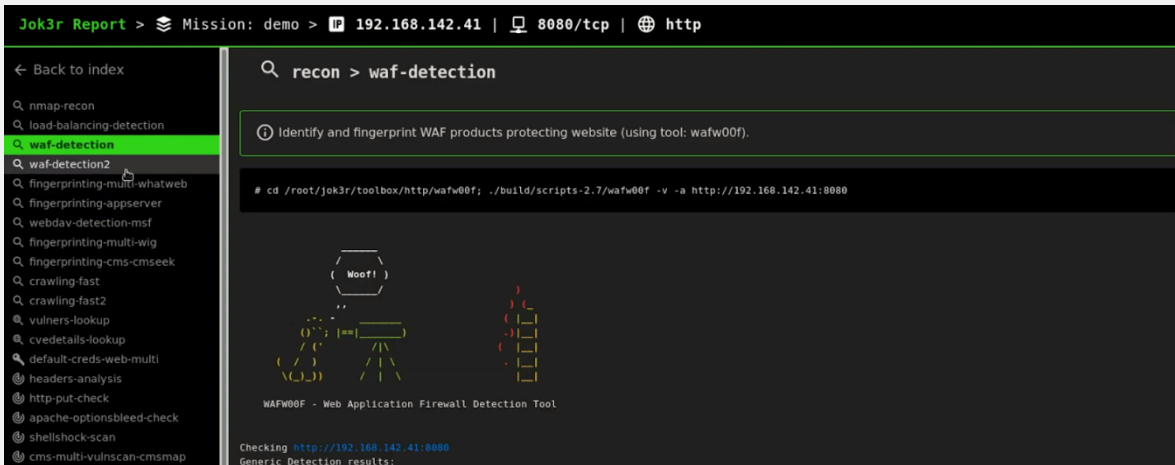 Jok3r Report > Mission: demo > IP 192.168.142.41 | 8080/tcp | http
← Back to index
nmap-recon
load-balancing-detection
waf-detection
waf-detection2
fingerprinting-multi-whatweb
fingerprinting-appserver
webdav-detection-msf
fingerprinting-multi-wig
fingerprinting-cms-cmseek
crawling-fast
crawling-fast2
vulners-lookup
cvedetails-lookup
default-creds-web-multi
headers-analysis
http-put-check
apache-optionsbleed-check
shellshock-scan
cms-multi-vulnscan-cmsmap
recon > waf-detection
Identify and fingerprint WAF products protecting website (using tool: wafw00f).
# cd /root/jok3r/toolbox/http/wafw00f; ./build/scripts-2.7/wafw00f -v -a http://192.168.142.41:8080
Woof!
WAFW00F - Web Application Firewall Detection Tool
Checking http://192.168.142.41:8080
Generic Detection results: